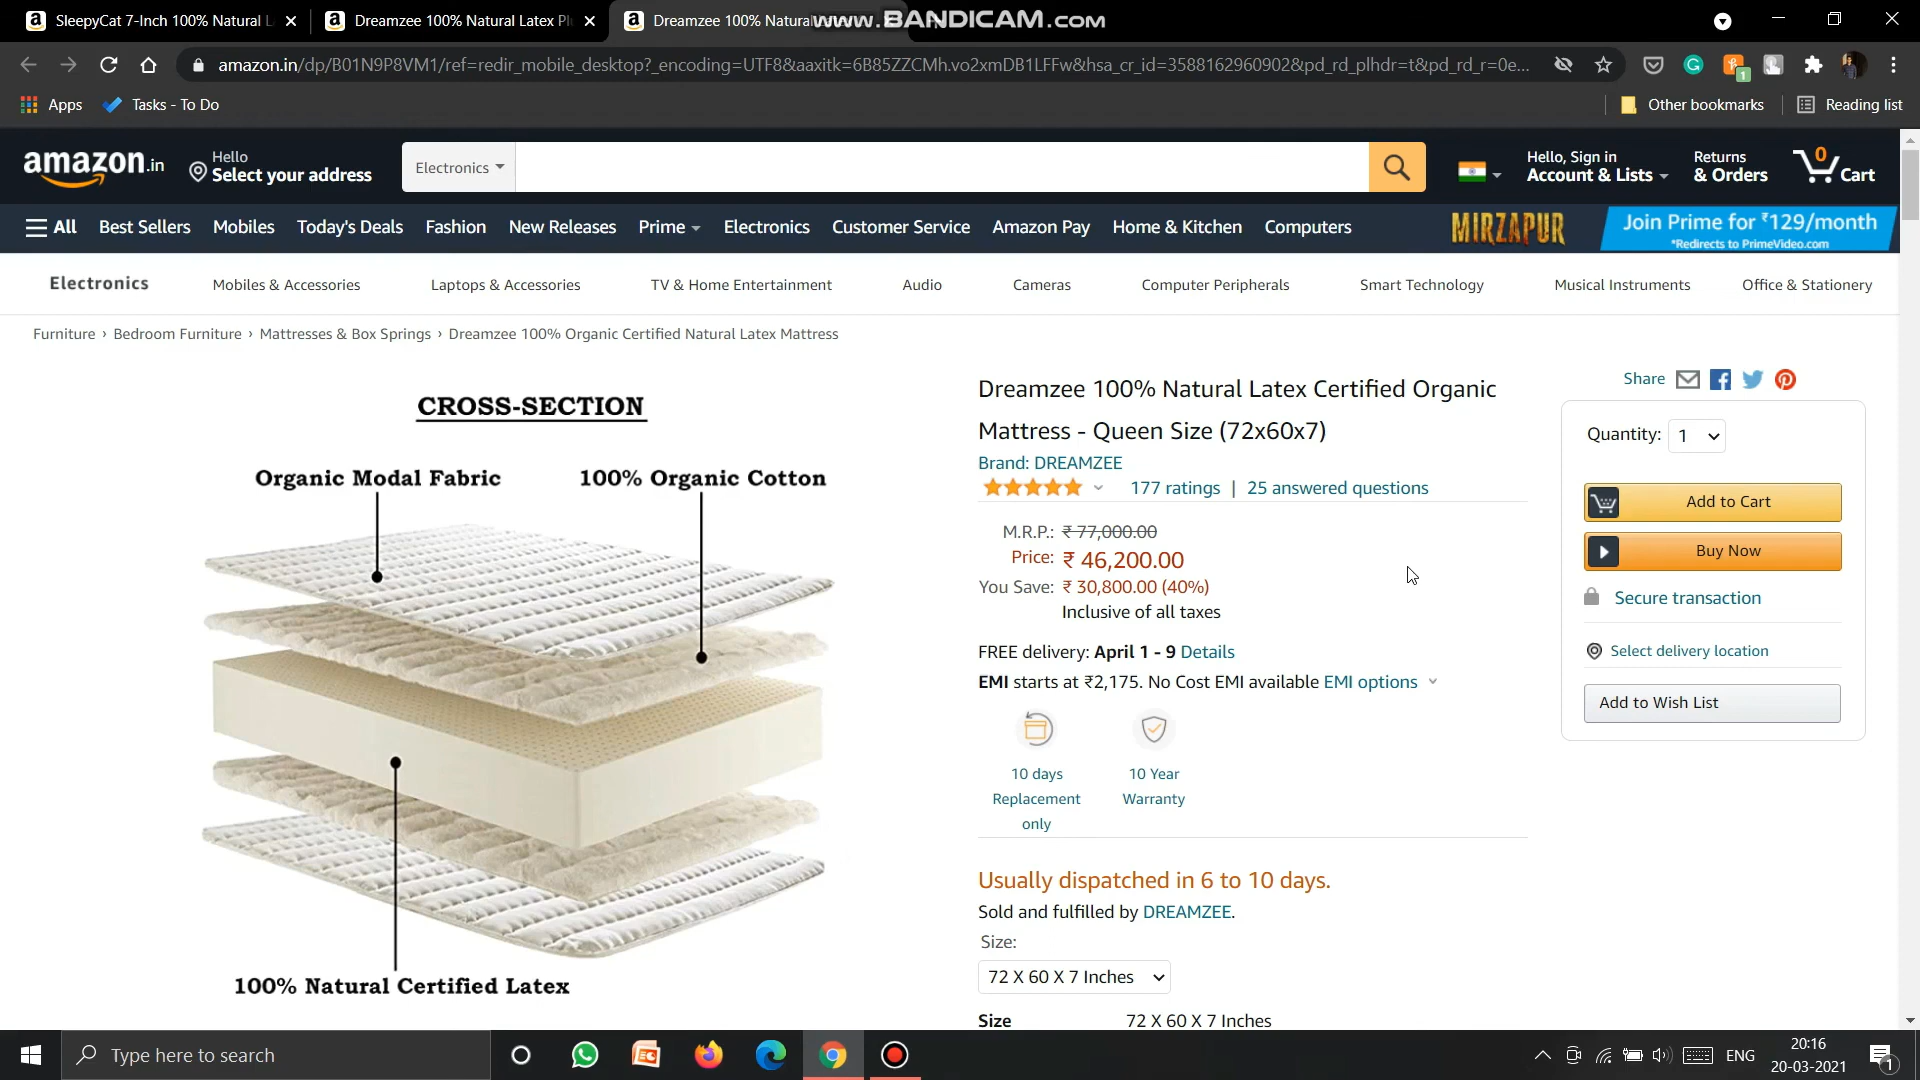 SleepyCat 7-Inch 100% Natural L
Dreamzee 100% Natural Latex Pl
Dreamzee 100% Natural
www.BANDICAM.com
amazon.in/dp/B01N9P8VM1/ref=redir_mobile_desktop?_encoding=UTF8&aaxitk=6B85ZZCMh.vo2xmDB1LFFw&hsa_cr_id=3588162960902&pd_rd_plhdr=t&pd_rd_r=0e...
1
Apps
Tasks - To Do
Other bookmarks
Reading list
amazon.in
Hello
Select your address
Electronics
Hello, Sign in
Account & Lists
Returns
& Orders
0
Cart
All
Best Sellers
Mobiles
Today's Deals
Fashion
New Releases
Prime
Electronics
Customer Service
Amazon Pay
Home & Kitchen
Computers
MIRZAPUR
Join Prime for ₹129/month
*Redirects to PrimeVideo.com
Electronics
Mobiles & Accessories
Laptops & Accessories
TV & Home Entertainment
Audio
Cameras
Computer Peripherals
Smart Technology
Musical Instruments
Office & Stationery
Furniture › Bedroom Furniture › Mattresses & Box Springs › Dreamzee 100% Organic Certified Natural Latex Mattress
CROSS-SECTION
Organic Modal Fabric
100% Organic Cotton
100% Natural Certified Latex
Dreamzee 100% Natural Latex Certified Organic
Mattress - Queen Size (72x60x7)
Brand: DREAMZEE
177 ratings | 25 answered questions
M.R.P.: ₹ 77,000.00
Price: ₹ 46,200.00
You Save: ₹ 30,800.00 (40%)
Inclusive of all taxes
FREE delivery: April 1 - 9 Details
EMI starts at ₹2,175. No Cost EMI available EMI options
10 days
Replacement
only
10 Year
Warranty
Usually dispatched in 6 to 10 days.
Sold and fulfilled by DREAMZEE.
Size:
72 X 60 X 7 Inches
Size 72 X 60 X 7 Inches
Share
Quantity: 1
Add to Cart
Buy Now
Secure transaction
Select delivery location
Add to Wish List
Type here to search
ENG
20:16
20-03-2021
1